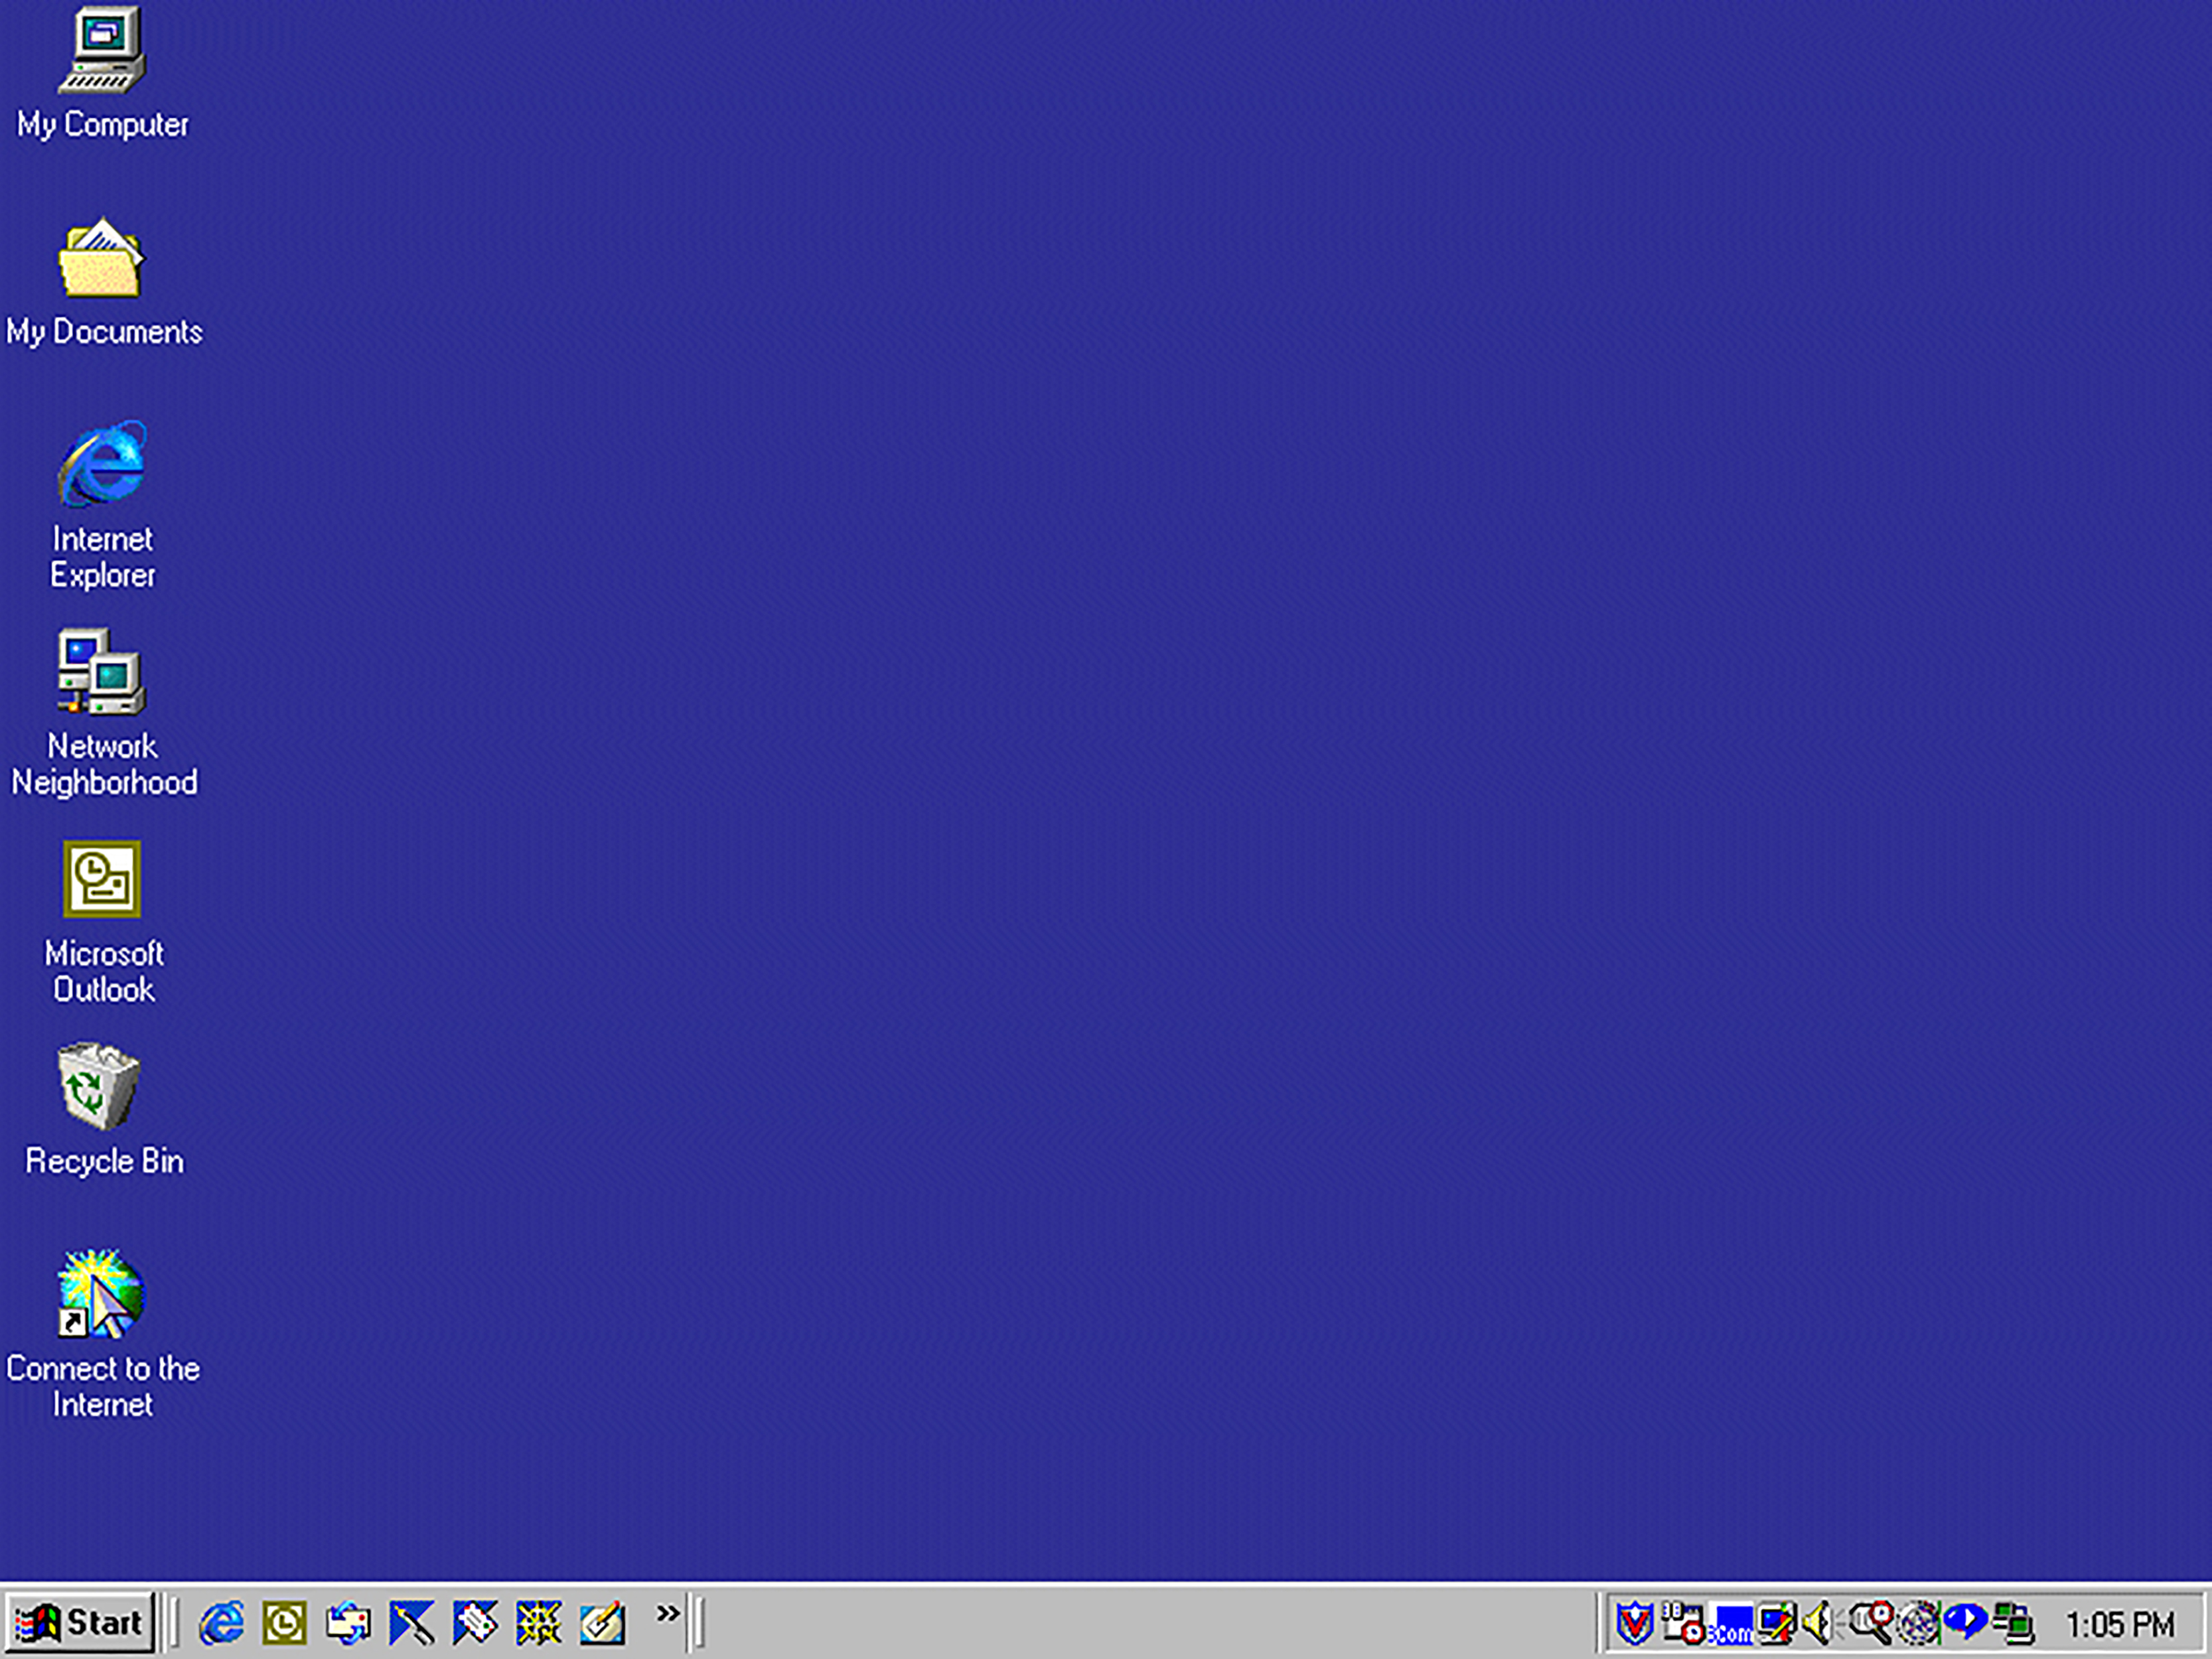 My Computer
My Documents
Internet
Explorer
Network
Neighborhood
Microsoft
Outlook
Recycle Bin
Connect to the
Internet
Start
»
3Com
1:05 PM